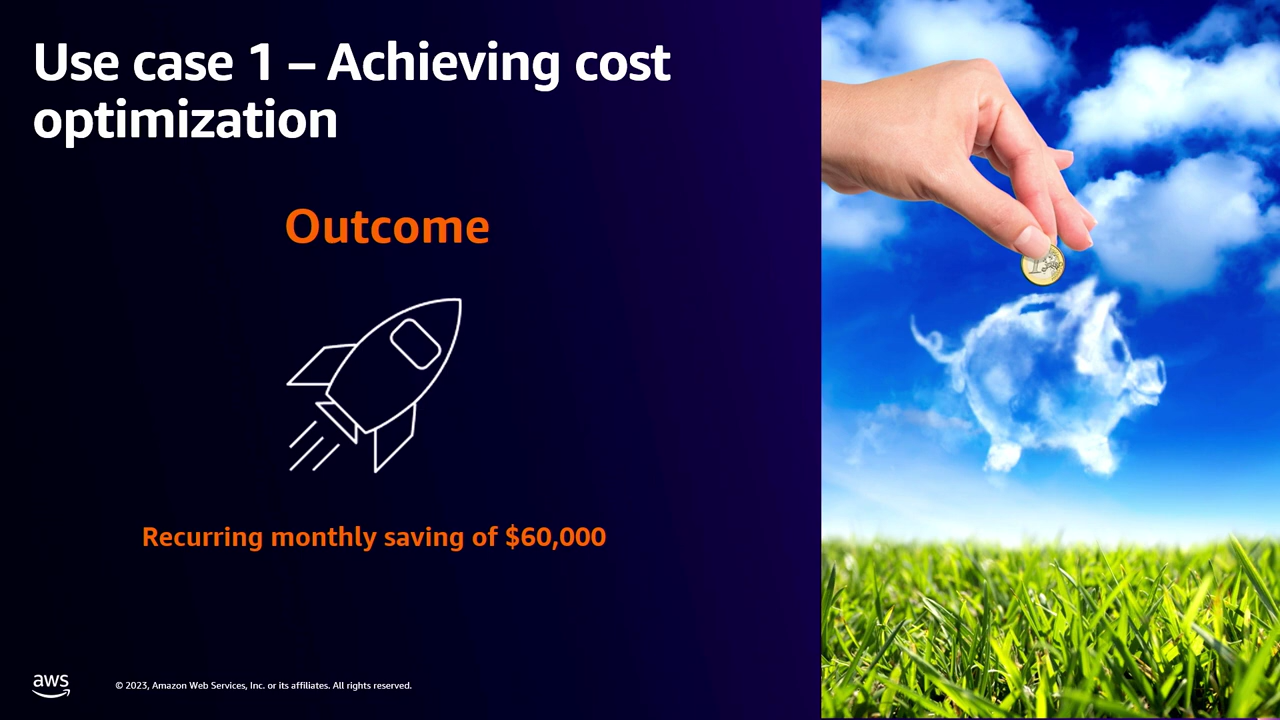 Use case 1 – Achieving cost
optimization
Outcome
Recurring monthly saving of $60,000
aws
© 2023, Amazon Web Services, Inc. or its affiliates. All rights reserved.